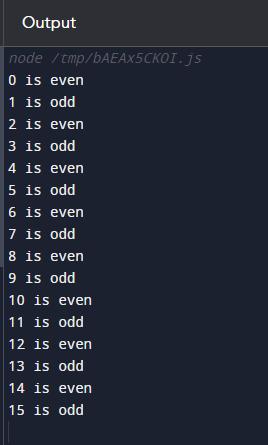 Output
node /tmp/bAEAx5CKOI.js
0 is even
1 is odd
2 is even
3 is odd
4 is even
5 is odd
6 is even
7 is odd
8 is even
9 is odd
10 is even
11 is odd
12 is even
13 is odd
14 is even
15 is odd